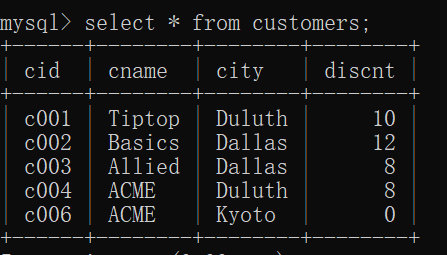 mysql> select * from customers;
+------+--------+--------+--------+
| cid | cname | city | discnt |
+------+--------+--------+--------+
| c001 | Tiptop | Duluth | 10 |
| c002 | Basics | Dallas | 12 |
| c003 | Allied | Dallas | 8 |
| c004 | ACME | Duluth | 8 |
| c006 | ACME | Kyoto | 0 |
+------+--------+--------+--------+